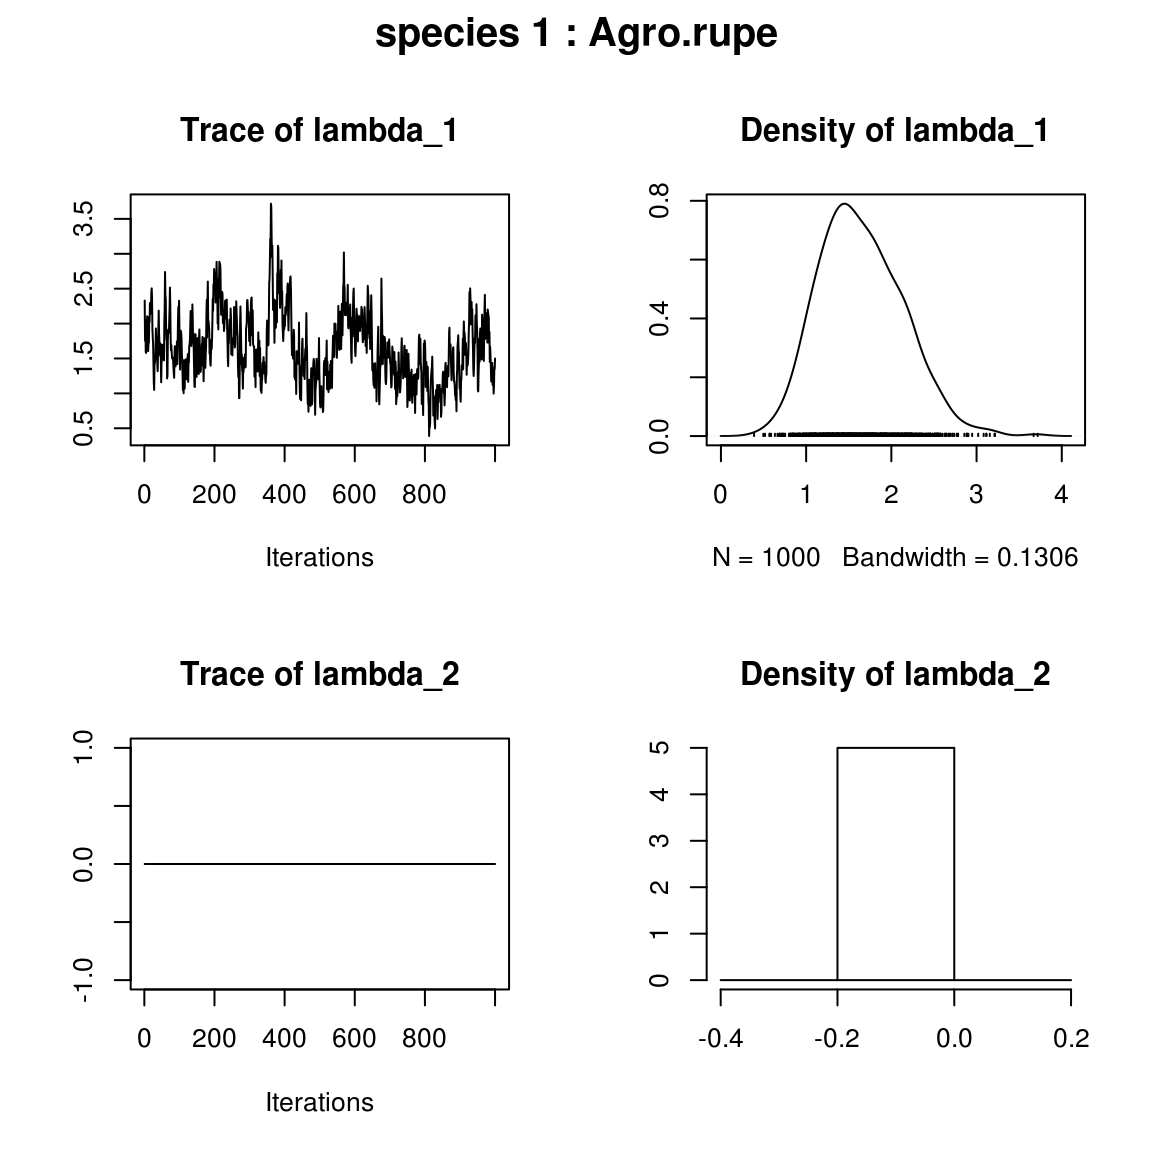 species 1 : Agro.rupe
Trace of lambda_1
0.5 1.5 2.5 3.5
0 200 400 600 800
Iterations
Density of lambda_1
0.0 0.4 0.8
0 1 2 3 4
N = 1000 Bandwidth = 0.1306
Trace of lambda_2
-1.0 0.0 1.0
0 200 400 600 800
Iterations
Density of lambda_2
0 1 2 3 4 5
-0.4 -0.2 0.0 0.2